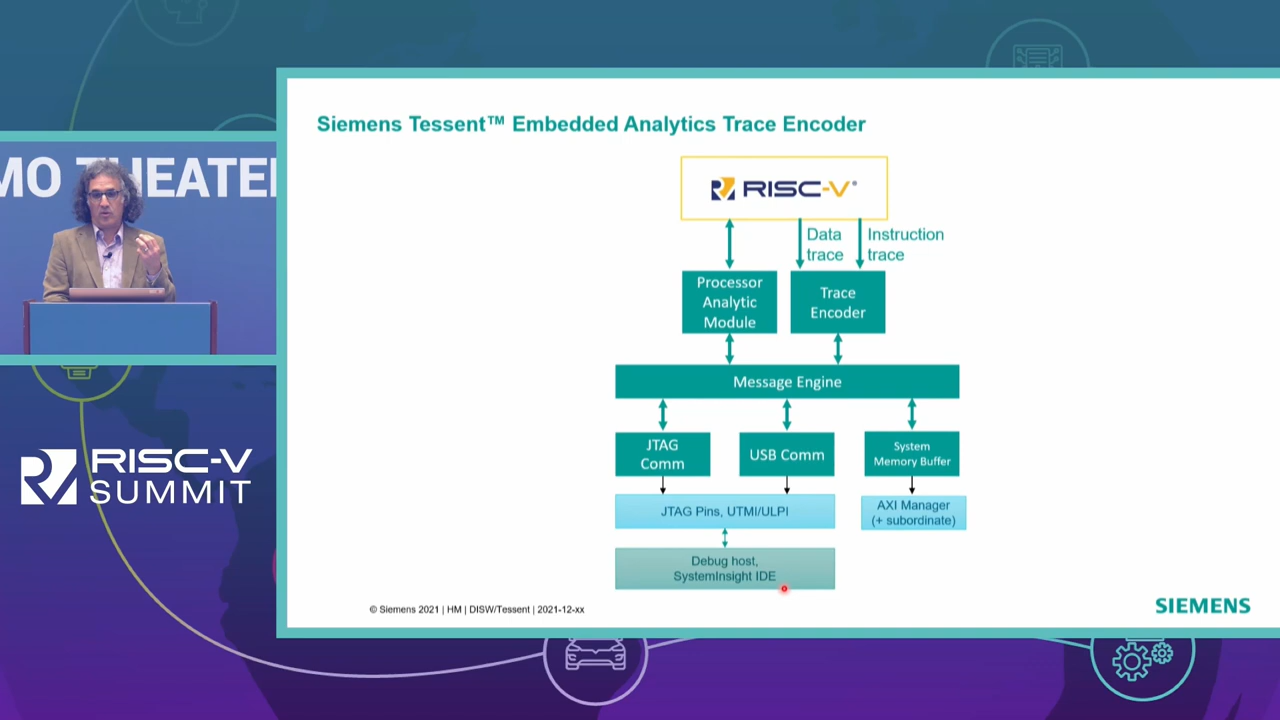 MO THEATE
RISC-V
SUMMIT
Siemens Tessent™ Embedded Analytics Trace Encoder
RISC-V®
Data
trace
Instruction
trace
Processor
Analytic
Module
Trace
Encoder
Message Engine
JTAG
Comm
USB Comm
System
Memory Buffer
JTAG Pins, UTMI/ULPI
AXI Manager
(+ subordinate)
Debug host,
SystemInsight IDE
© Siemens 2021 | HM | DISW/Tessent | 2021-12-xx
SIEMENS